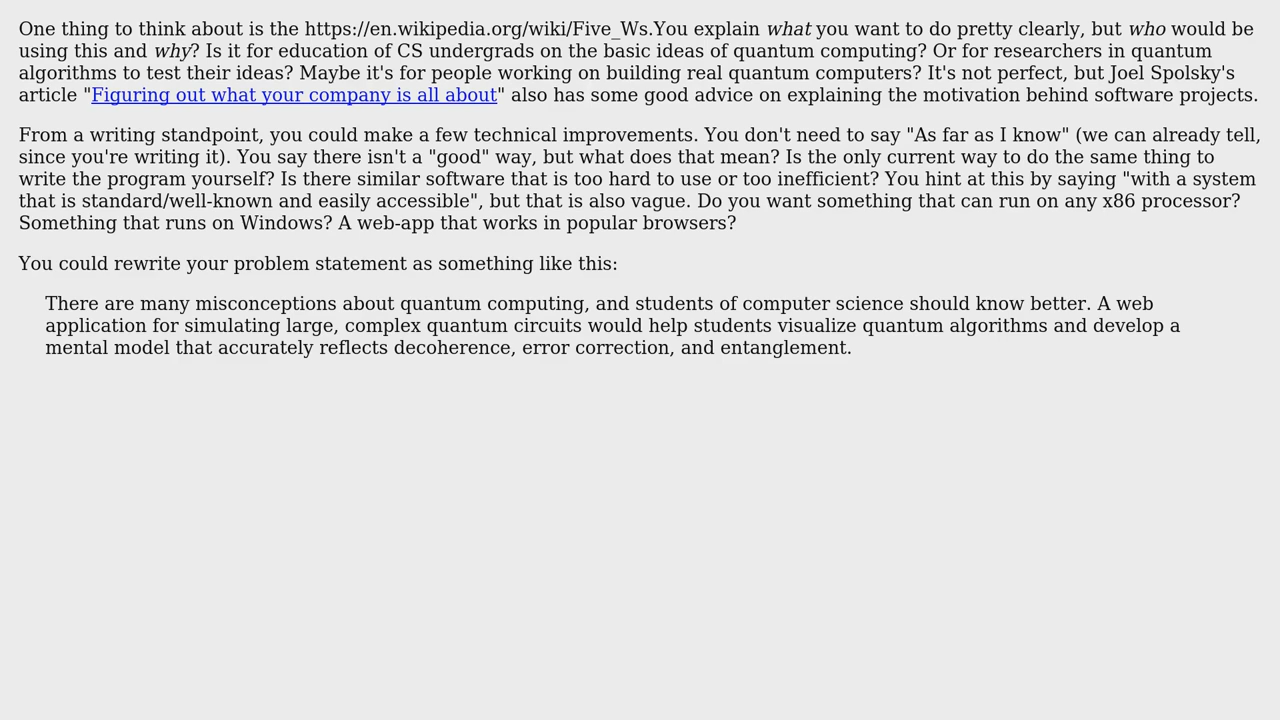 One thing to think about is the https://en.wikipedia.org/wiki/Five_Ws.You explain what you want to do pretty clearly, but who would be
using this and why? Is it for education of CS undergrads on the basic ideas of quantum computing? Or for researchers in quantum
algorithms to test their ideas? Maybe it's for people working on building real quantum computers? It's not perfect, but Joel Spolsky's
article "Figuring out what your company is all about" also has some good advice on explaining the motivation behind software projects.
From a writing standpoint, you could make a few technical improvements. You don't need to say "As far as I know" (we can already tell,
since you're writing it). You say there isn't a "good" way, but what does that mean? Is the only current way to do the same thing to
write the program yourself? Is there similar software that is too hard to use or too inefficient? You hint at this by saying "with a system
that is standard/well-known and easily accessible", but that is also vague. Do you want something that can run on any x86 processor?
Something that runs on Windows? A web-app that works in popular browsers?
You could rewrite your problem statement as something like this:
There are many misconceptions about quantum computing, and students of computer science should know better. A web
application for simulating large, complex quantum circuits would help students visualize quantum algorithms and develop a
mental model that accurately reflects decoherence, error correction, and entanglement.